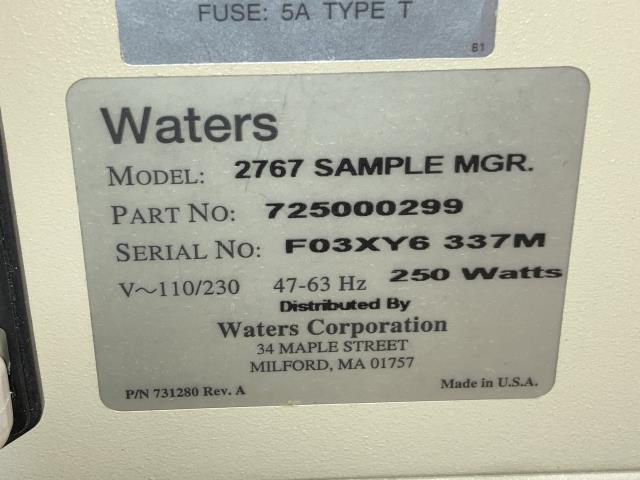 FUSE: 5A TYPE T
B1
Waters
MODEL: 2767 SAMPLE MGR.
PART NO: 725000299
SERIAL NO: F03XY6 337M
V~110/230 47-63 Hz 250 Watts
Distributed By
Waters Corporation
34 MAPLE STREET
MILFORD, MA 01757
P/N 731280 Rev. A Made in U.S.A.